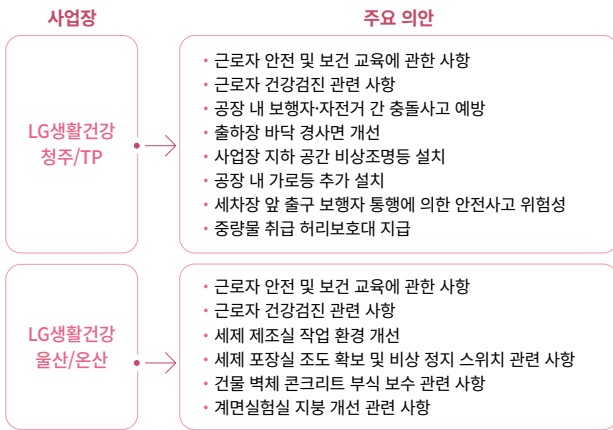 사업장
주요 의안
LG생활건강
청주/TP
• 근로자 안전 및 보건 교육에 관한 사항
• 근로자 건강검진 관련 사항
• 공장 내 보행자·자전거 간 충돌사고 예방
• 출하장 바닥 경사면 개선
• 사업장 지하 공간 비상조명등 설치
• 공장 내 가로등 추가 설치
• 세차장 앞 출구 보행자 통행에 의한 안전사고 위험성
• 중량물 취급 허리보호대 지급
LG생활건강
울산/온산
• 근로자 안전 및 보건 교육에 관한 사항
• 근로자 건강검진 관련 사항
• 세제 제조실 작업 환경 개선
• 세제 포장실 조도 확보 및 비상 정지 스위치 관련 사항
• 건물 벽체 콘크리트 부식 보수 관련 사항
• 계면실험실 지붕 개선 관련 사항